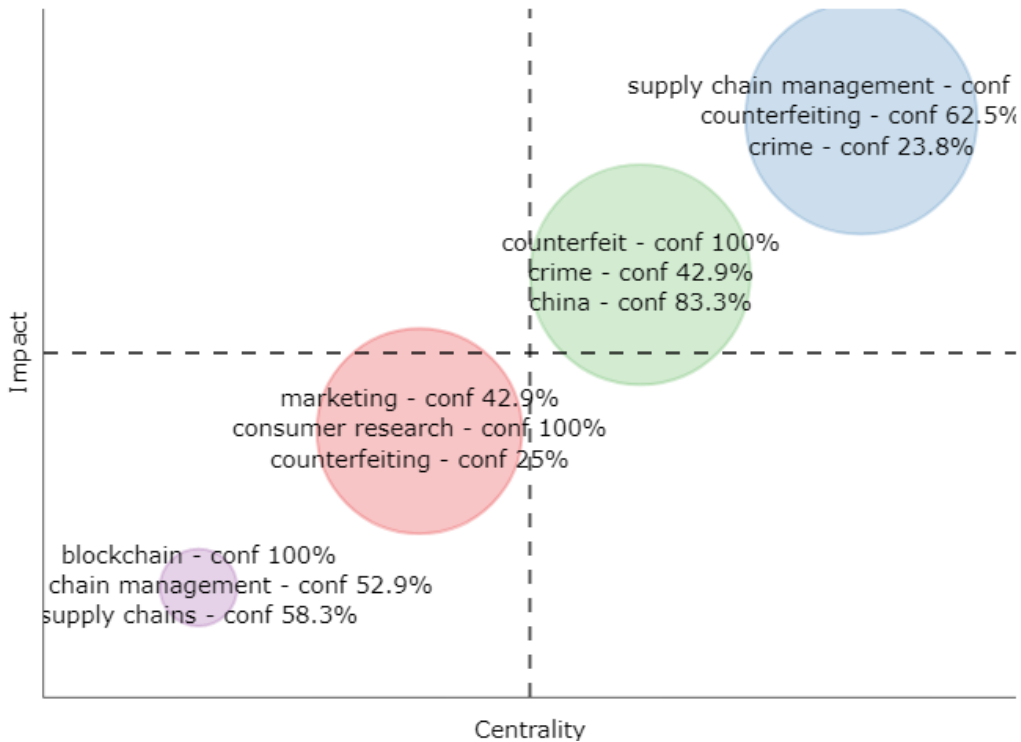 supply chain management - conf
counterfeiting - conf 62.5%
crime - conf 23.8%
counterfeit - conf 100%
crime - conf 42.9%
china - conf 83.3%
Impact
marketing - conf 42.9%
consumer research - conf 100%
counterfeiting - conf 25%
blockchain - conf 100%
chain management - conf 52.9%
supply chains - conf 58.3%
Centrality